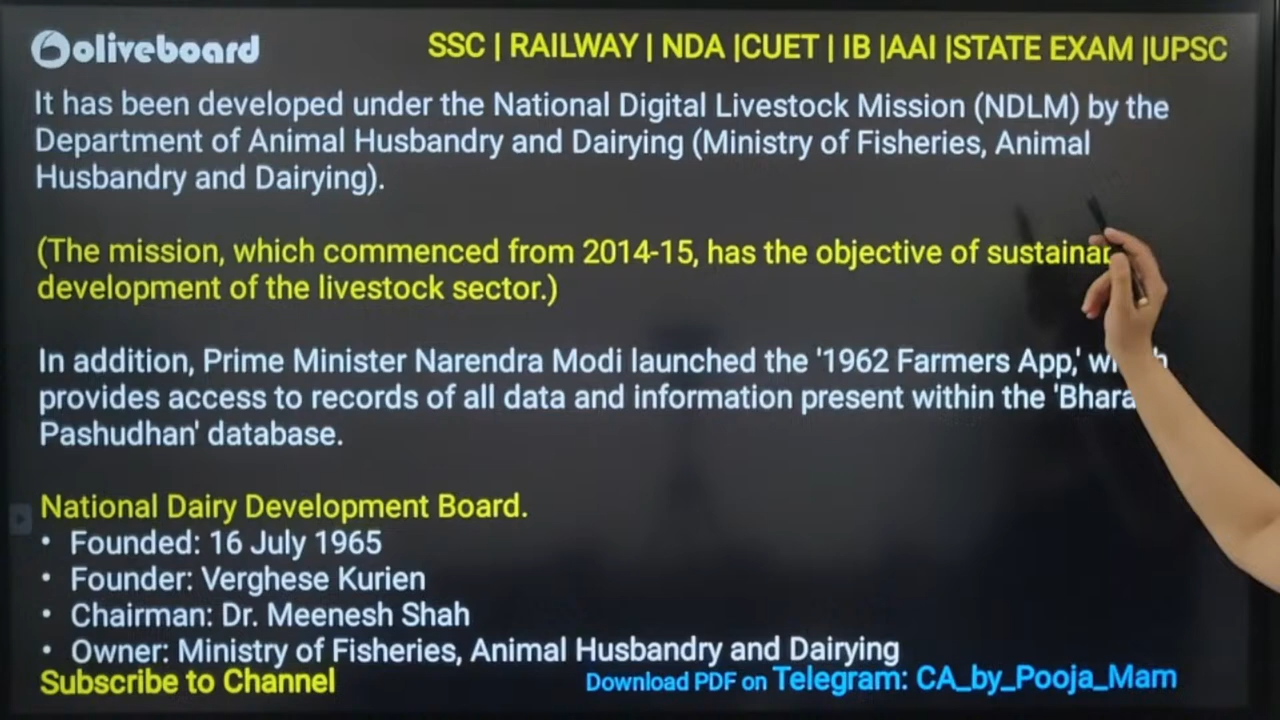 oliveboard
SSC | RAILWAY | NDA |CUET | IB |AAI |STATE EXAM |UPSC
It has been developed under the National Digital Livestock Mission (NDLM) by the
Department of Animal Husbandry and Dairying (Ministry of Fisheries, Animal
Husbandry and Dairying).
(The mission, which commenced from 2014-15, has the objective of
development of the livestock sector.)
In addition, Prime Minister Narendra Modi launched the '1962 Farmers App,'
provides access to records of all data and information present within the
Pashudhan' database.
National Dairy Development Board.
• Founded: 16 July 1965
• Founder: Verghese Kurien
• Chairman: Dr. Meenesh Shah
• Owner: Ministry of Fisheries, Animal Husbandry and Dairying
Subscribe to Channel
Download PDF on Telegram: CA_by_Pooja_Mam